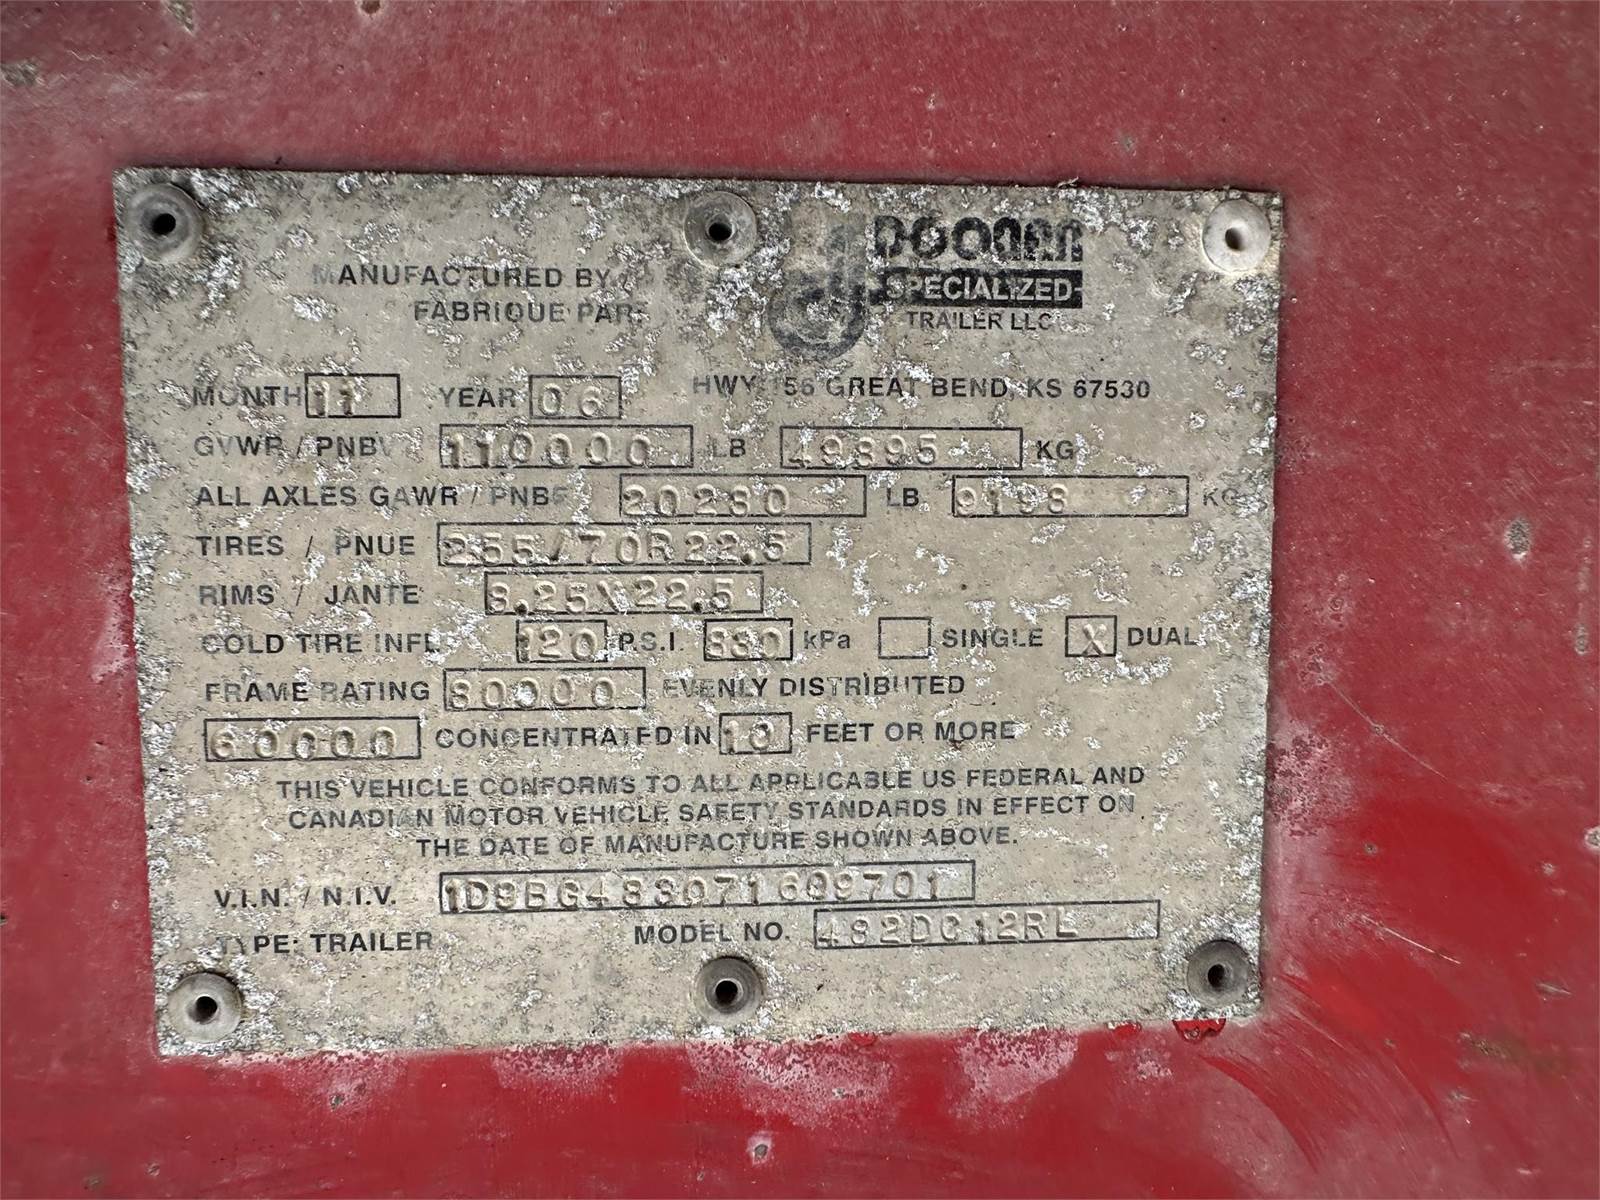 DOONAN
MANUFACTURED BY
SPECIALIZED
FABRIQUE PAR:
TRAILER LLC
MONTH 11 YEAR 06 HWY. 156 GREAT BEND, KS 67530
GVWR / PNBV 110000 LB 49895 KG
ALL AXLES GAWR / PNBE 20280 LB 9198 KG
TIRES / PNUE 255/70R22.5
RIMS / JANTE 8.25X22.5
COLD TIRE INFL. 120 P.S.I. 830 kPa SINGLE X DUAL
FRAME RATING 80000 EVENLY DISTRIBUTED
60000 CONCENTRATED IN 10 FEET OR MORE
THIS VEHICLE CONFORMS TO ALL APPLICABLE US FEDERAL AND
CANADIAN MOTOR VEHICLE SAFETY STANDARDS IN EFFECT ON
THE DATE OF MANUFACTURE SHOWN ABOVE.
V.I.N. / N.I.V. 1D9BG483071609701
TYPE: TRAILER MODEL NO. 482DC12RL